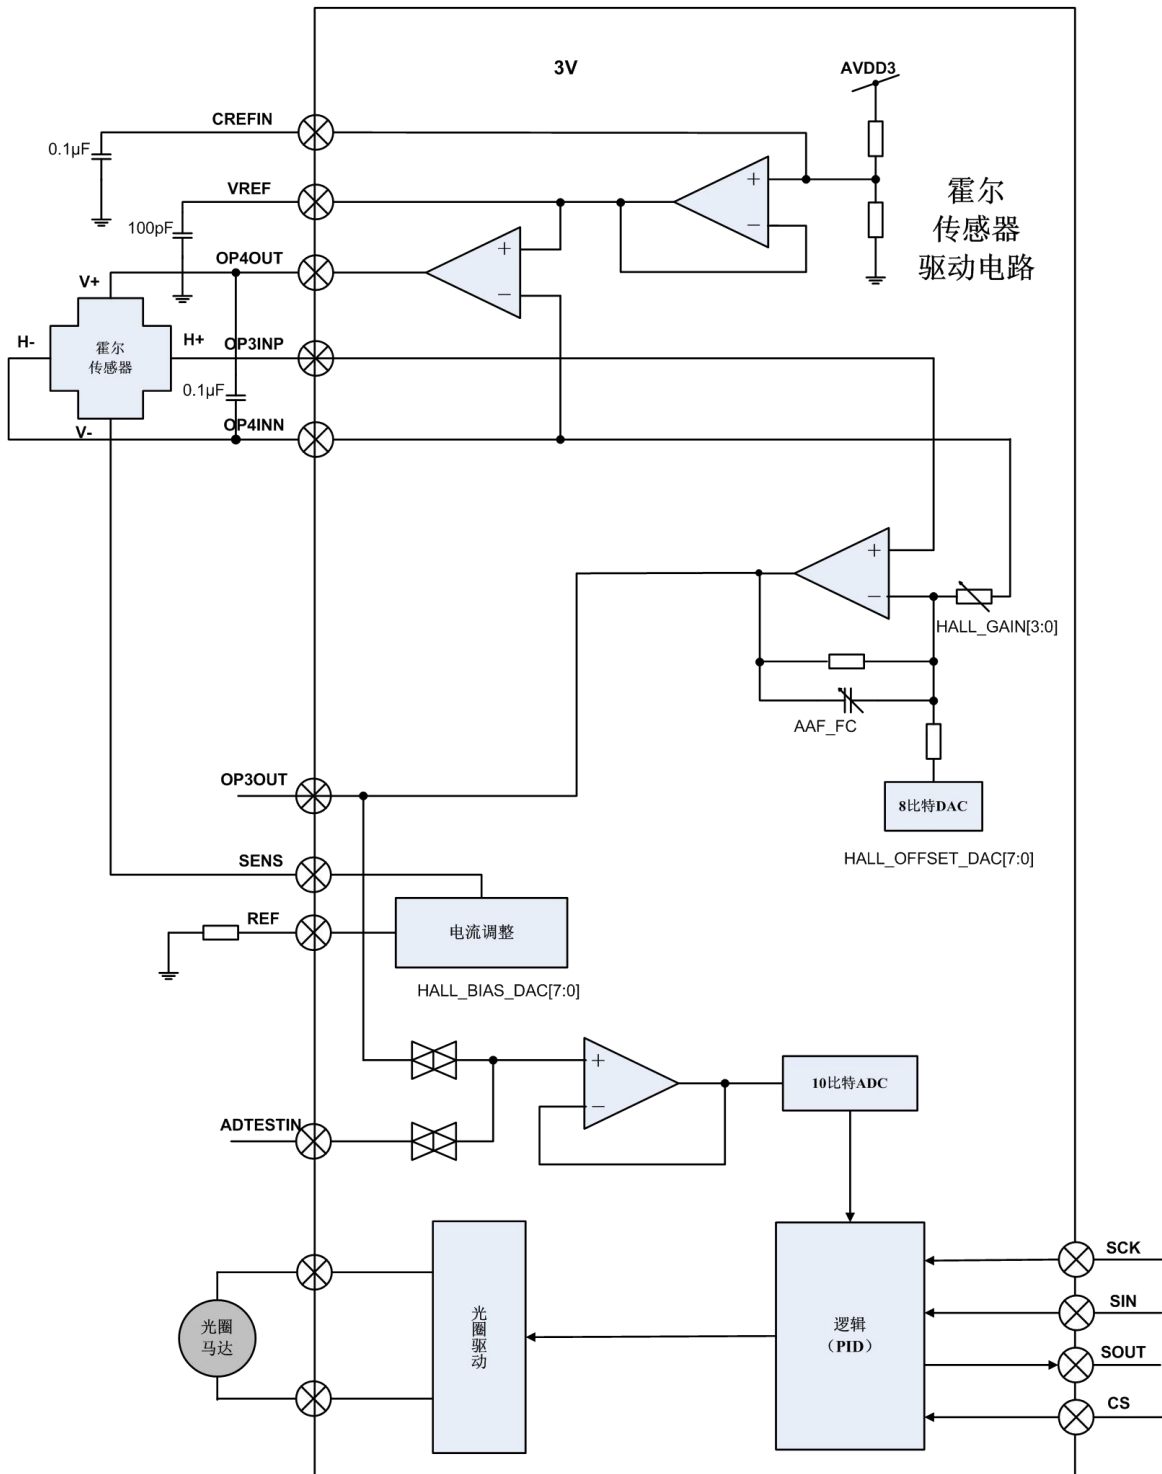 3V
AVDD3
CREFIN
0.1μF
VREF
100pF
+
−
霍尔
传感器
驱动电路
OP4OUT
+
−
V+
H-
霍尔
传感器
H+
OP3INP
0.1μF
V-
OP4INN
+
−
HALL_GAIN[3:0]
AAF_FC
OP3OUT
8比特DAC
HALL_OFFSET_DAC[7:0]
SENS
REF
电流调整
HALL_BIAS_DAC[7:0]
+
−
10比特ADC
ADTESTIN
光圈
马达
光圈驱动
逻辑
（PID）
SCK
SIN
SOUT
CS